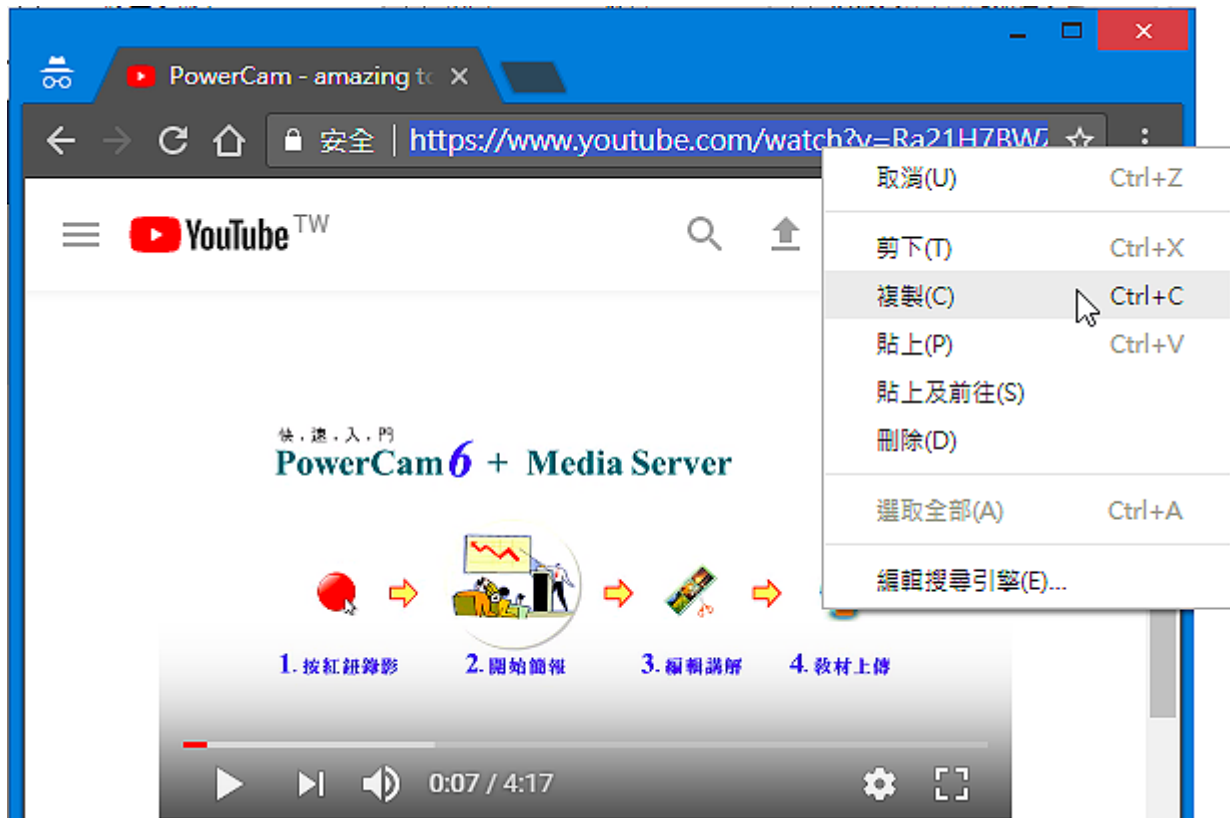 PowerCam - amazing to
安全 | https://www.youtube.com/watch?v=Ra21H7BW
YouTube TW
取消(U) Ctrl+Z
剪下(T) Ctrl+X
複製(C) Ctrl+C
貼上(P) Ctrl+V
貼上及前往(S)
刪除(D)
選取全部(A) Ctrl+A
編輯搜尋引擎(E)...
快．速．入．門
PowerCam 6 + Media Server
1. 按紅鈕錄影 2. 開始簡報 3. 編輯講解 4. 教材上傳
0:07 / 4:17